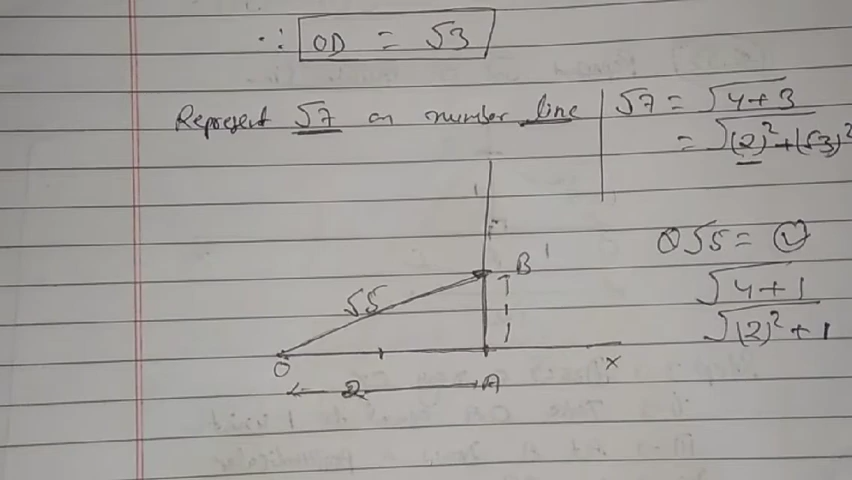 ∴ OD = √3
Represent √7 on number line
√7 = √4+3
= √(2)²+(√3)²
√5 =
√4+1
√(2)²+1
B
1
√5
O
2
A
X